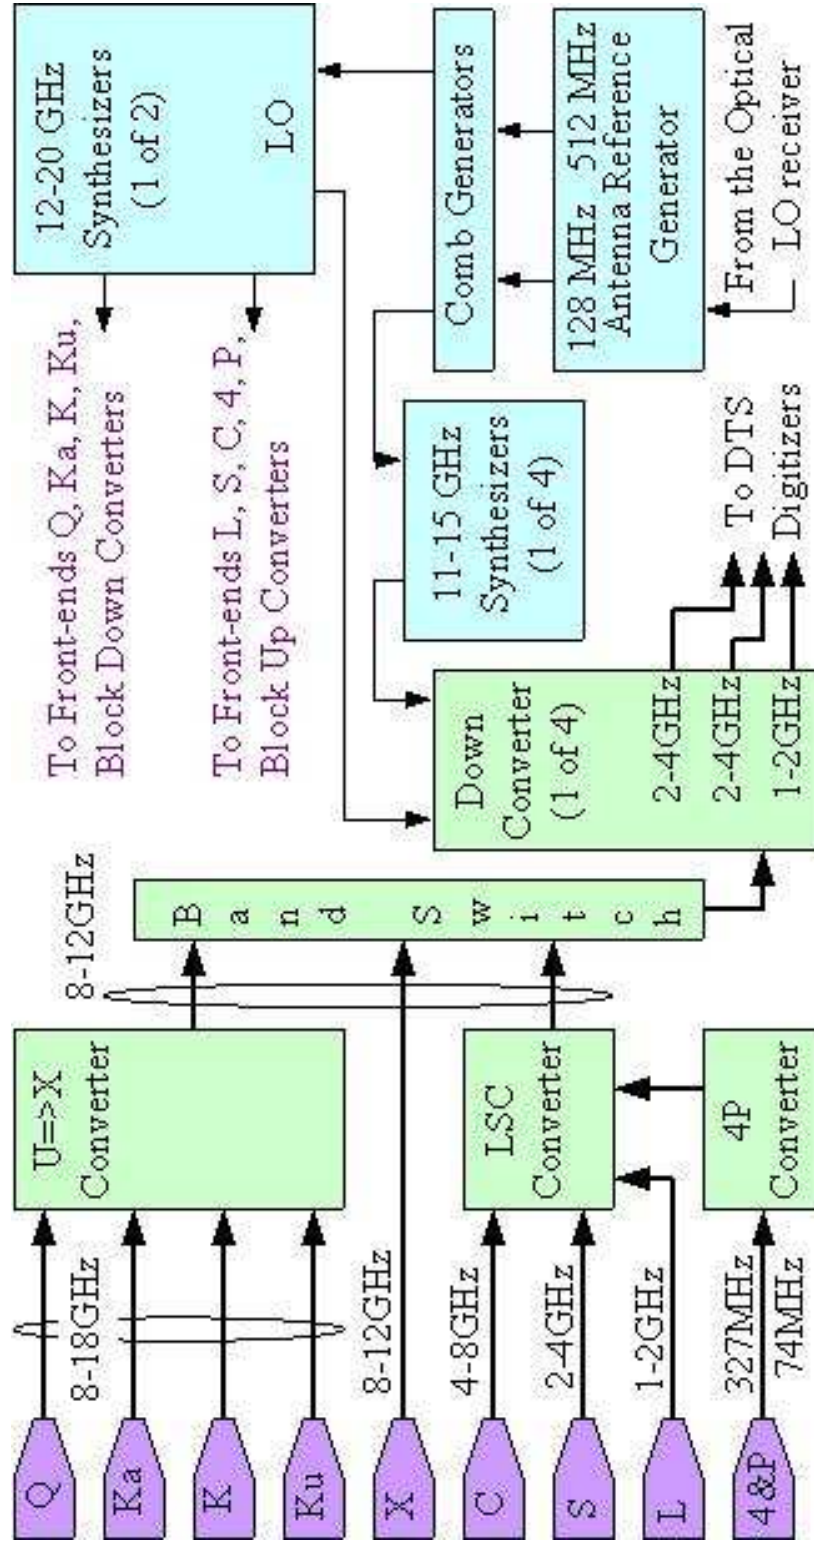 Q
Ka
K
Ku
X
C
S
L
4&P
8-18GHz
8-12GHz
4-8GHz
2-4GHz
1-2GHz
327MHz
74MHz
U=>X
Converter
LSC
Converter
4P
Converter
8-12GHz
Band Switch
To Front-ends Q, Ka, K, Ku,
Block Down Converters
To Front-ends L, S, C, 4, P,
Block Up Converters
Down
Converter
(1 of 4)
2-4GHz
2-4GHz
1-2GHz
To DTS
Digitizers
11-15 GHz
Synthesizers
(1 of 4)
12-20 GHz
Synthesizers
(1 of 2)
LO
Comb Generators
128 MHz 512 MHz
Antenna Reference
Generator
From the Optical
LO receiver